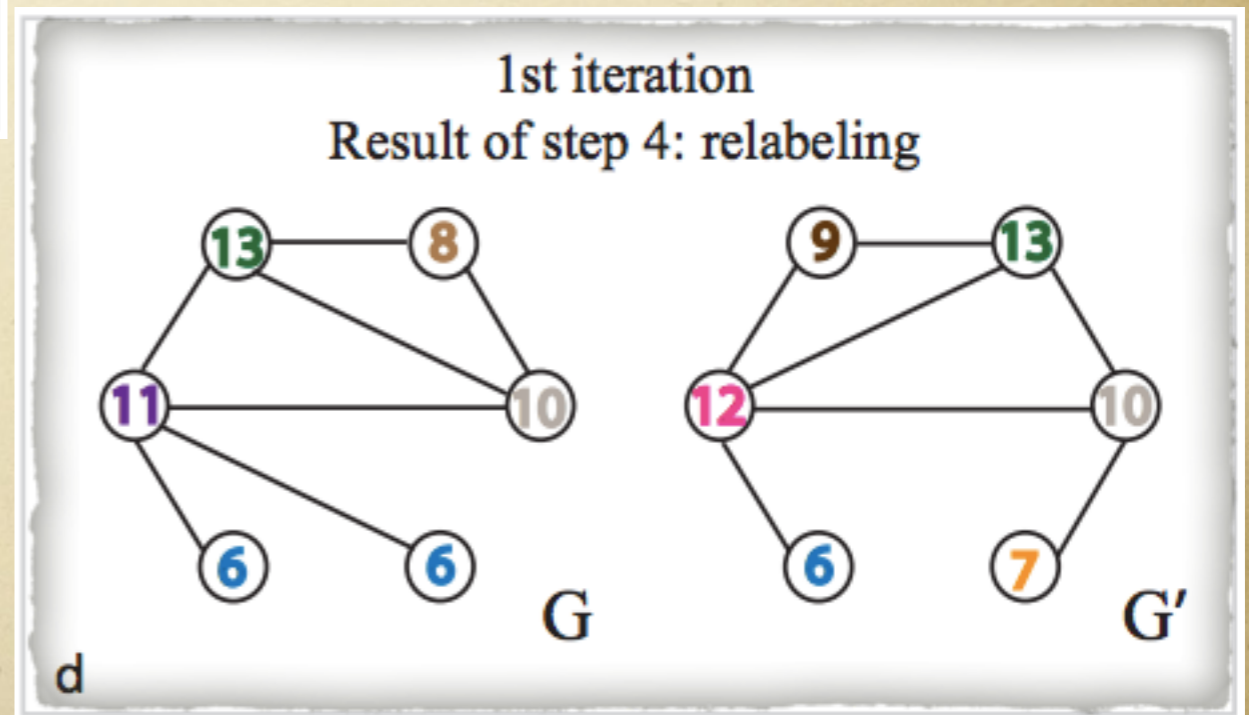 1st iteration
Result of step 4: relabeling
13 8 9 13
11 10 12 10
6 6 6 7
G G′
d